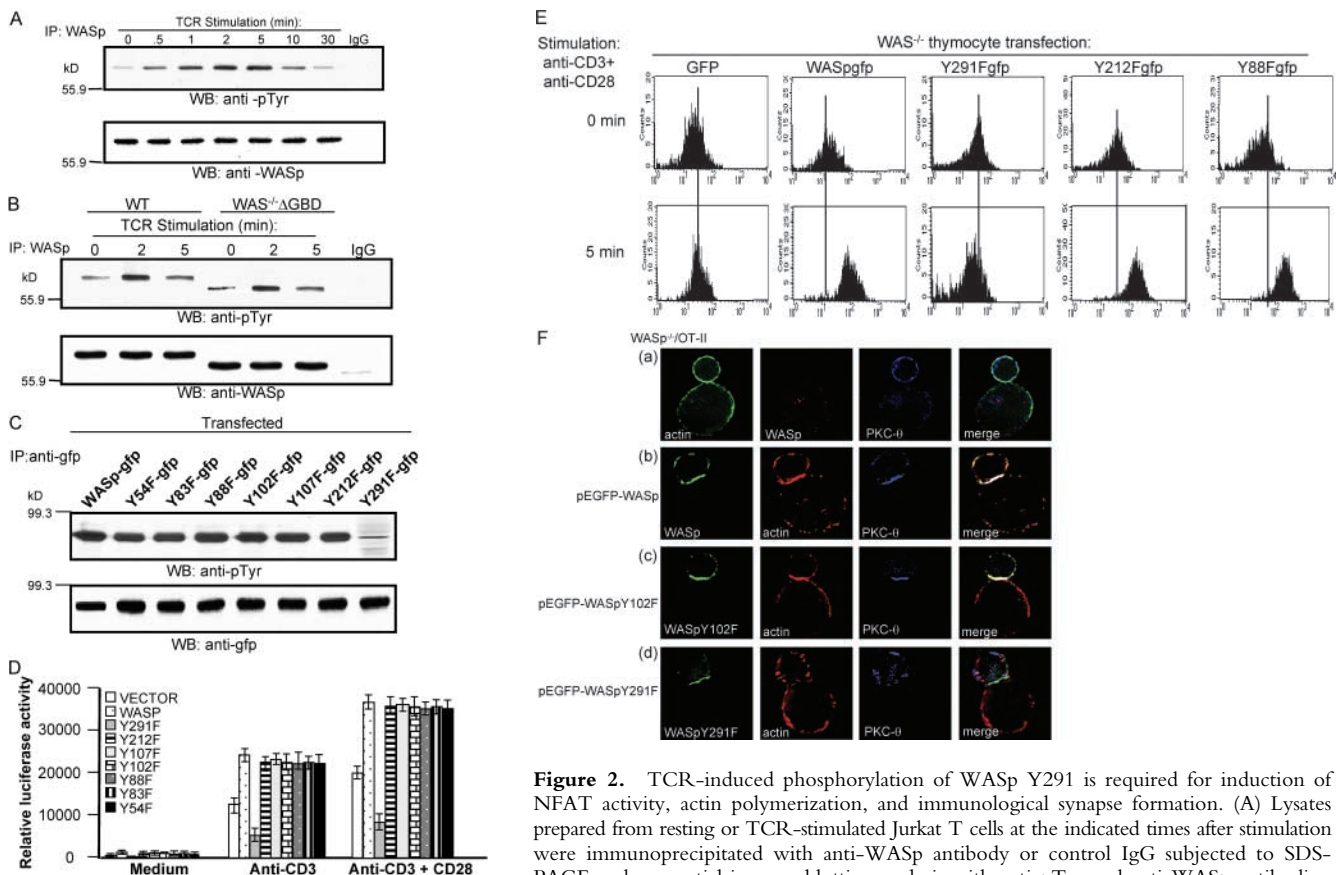 A
TCR Stimulation (min):
IP: WASp
0 .5 1 2 5 10 30 IgG
kD
55.9
WB: anti -pTyr
55.9
WB: anti -WASp
B
WT WAS-/-ΔGBD
TCR Stimulation (min):
IP: WASp 0 2 5 0 2 5 IgG
kD
55.9
WB: anti-pTyr
55.9
WB: anti-WASp
C
Transfected
IP:anti-gfp
WASp-gfp Y54F-gfp Y83F-gfp Y88F-gfp Y102F-gfp Y107F-gfp Y212F-gfp Y291F-gfp
kD
99.3
WB: anti-pTyr
99.3
WB: anti-gfp
D
Relative luciferase activity
40000
30000
20000
10000
0
VECTOR
WASP
Y291F
Y212F
Y107F
Y102F
Y88F
Y83F
Y54F
Medium Anti-CD3 Anti-CD3 + CD28
E
Stimulation:
anti-CD3+
anti-CD28
WAS-/- thymocyte transfection:
GFP WASpgfp Y291Fgfp Y212Fgfp Y88Fgfp
0 min
5 min
F
WASp-/-/OT-II
(a)
actin WASp PKC-θ merge
(b)
pEGFP-WASp
WASp actin PKC-θ merge
(c)
pEGFP-WASpY102F
WASpY102F actin PKC-θ merge
(d)
pEGFP-WASpY291F
WASpY291F actin PKC-θ merge
Figure 2. TCR-induced phosphorylation of WASp Y291 is required for induction of
NFAT activity, actin polymerization, and immunological synapse formation. (A) Lysates
prepared from resting or TCR-stimulated Jurkat T cells at the indicated times after stimulation
were immunoprecipitated with anti-WASp antibody or control IgG subjected to SDS-